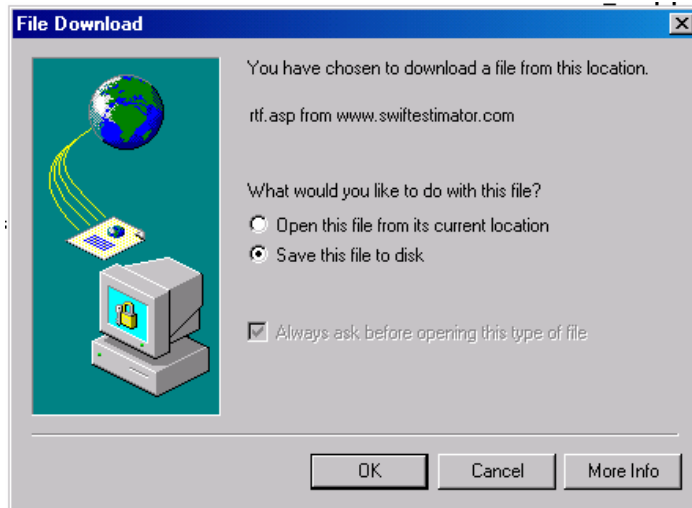 File Download
You have chosen to download a file from this location.
rtf.asp from www.swiftestimator.com
What would you like to do with this file?
Open this file from its current location
Save this file to disk
Always ask before opening this type of file
OK
Cancel
More Info